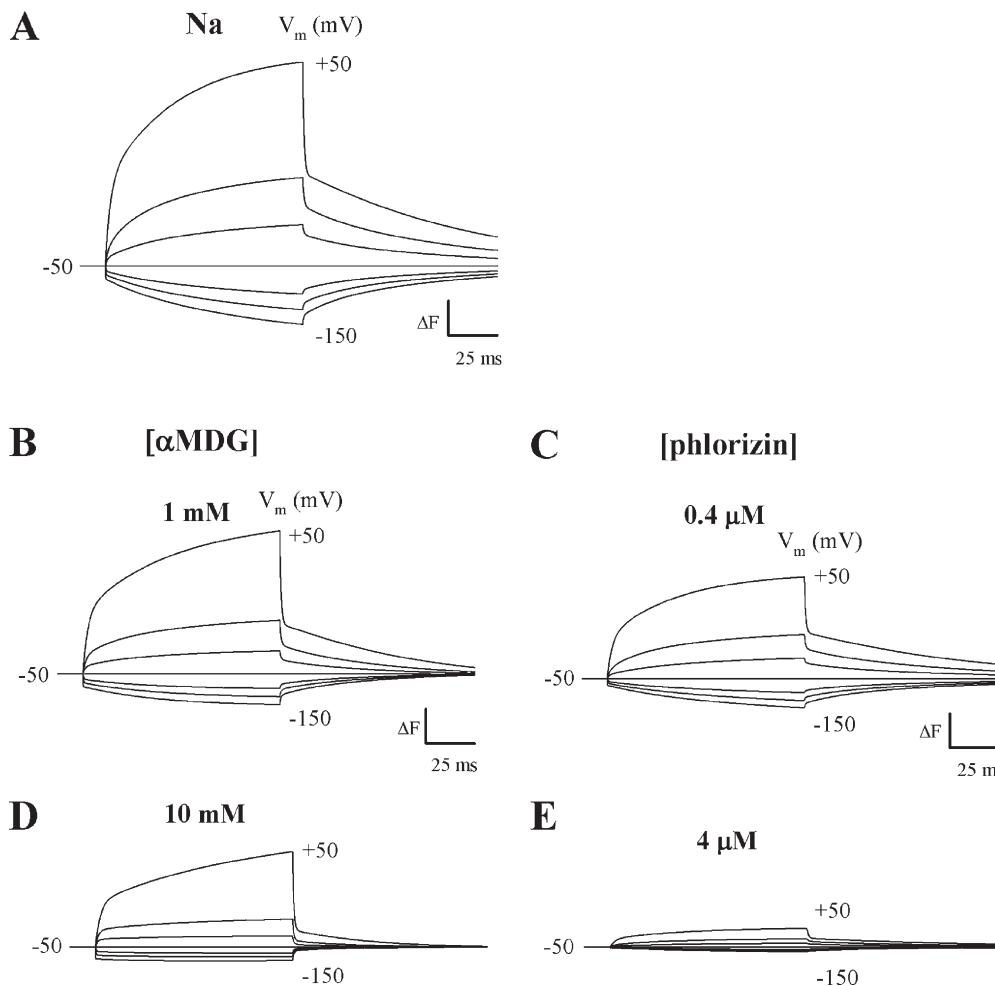 A
Na
Vm (mV)
+50
-50
-150
ΔF
25 ms
B
[αMDG]
1 mM
Vm (mV)
+50
-50
-150
ΔF
25 ms
C
[phlorizin]
0.4 μM
Vm (mV)
+50
-50
-150
ΔF
25 m
D
10 mM
+50
-50
-150
E
4 μM
+50
-50
-150